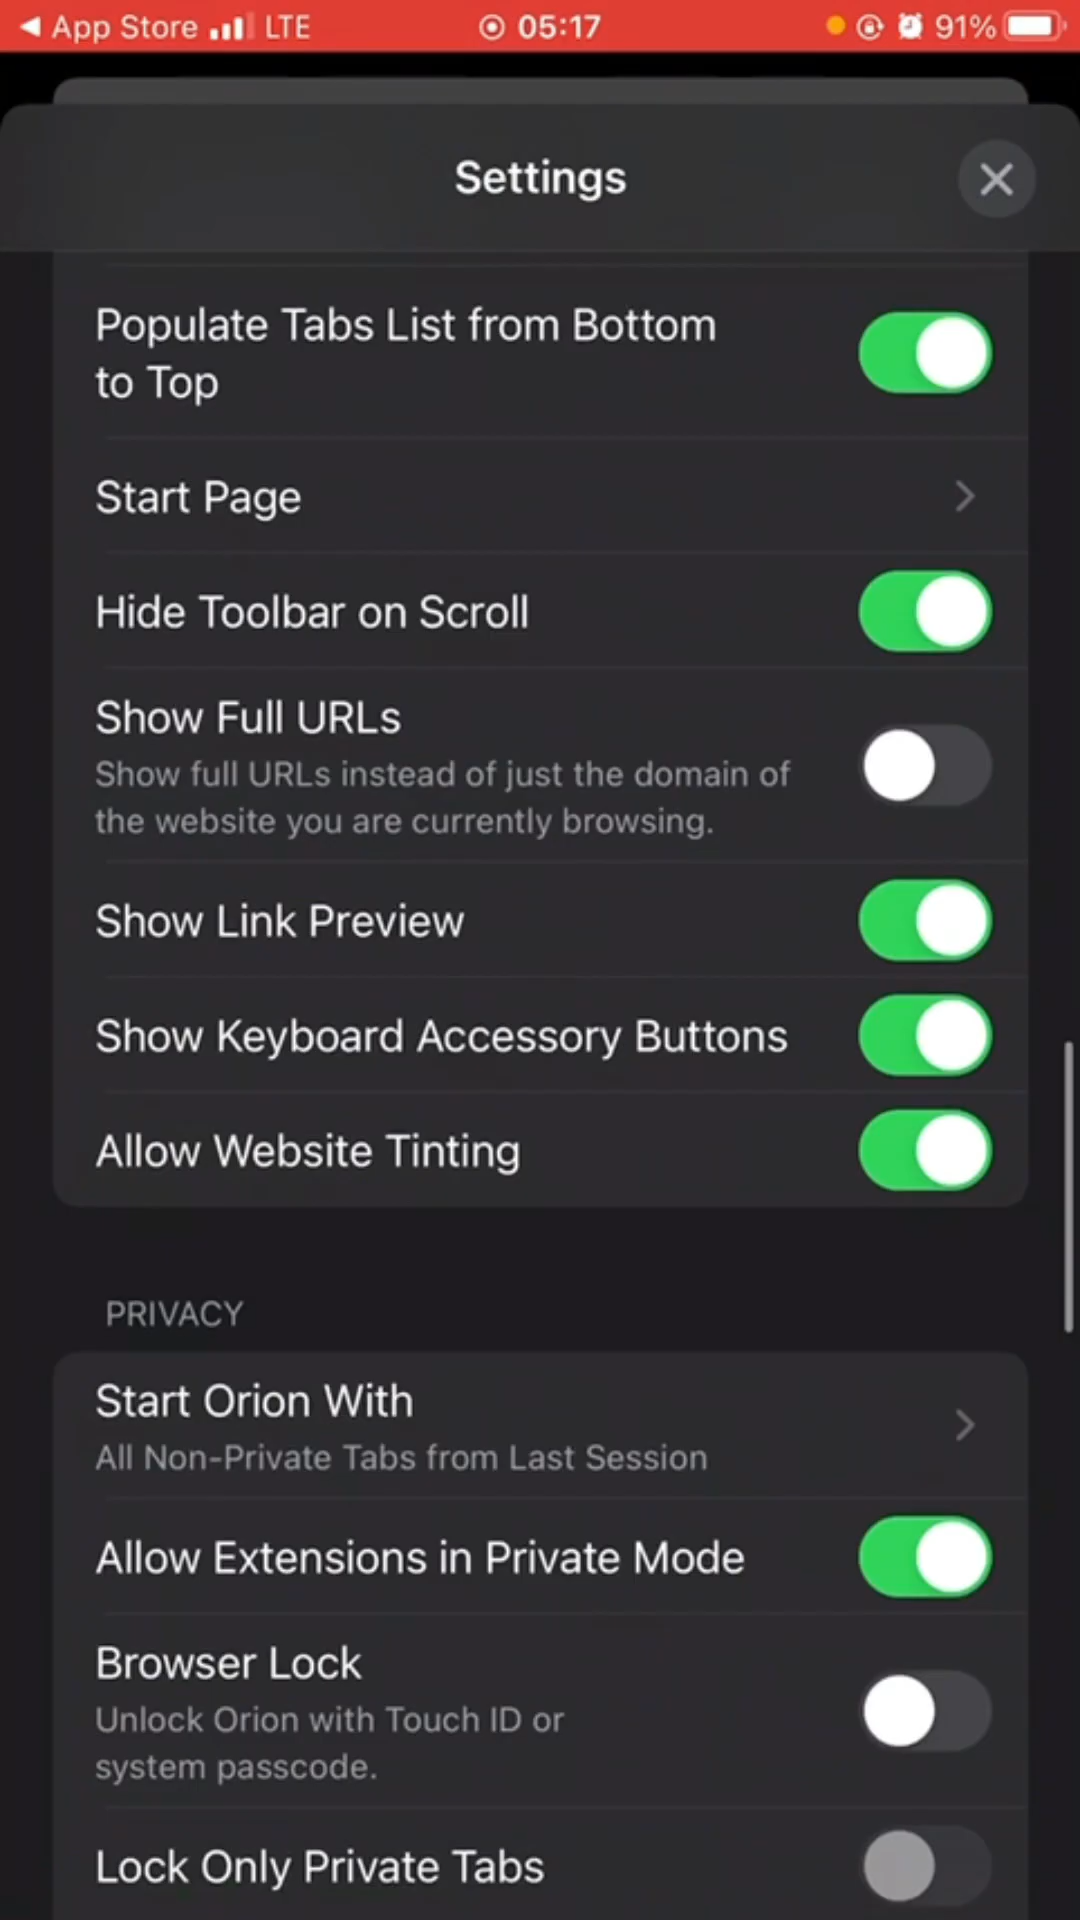 App Store LTE 05:17 91%
Settings
Populate Tabs List from Bottom
to Top
Start Page
Hide Toolbar on Scroll
Show Full URLs
Show full URLs instead of just the domain of
the website you are currently browsing.
Show Link Preview
Show Keyboard Accessory Buttons
Allow Website Tinting
PRIVACY
Start Orion With
All Non-Private Tabs from Last Session
Allow Extensions in Private Mode
Browser Lock
Unlock Orion with Touch ID or
system passcode.
Lock Only Private Tabs